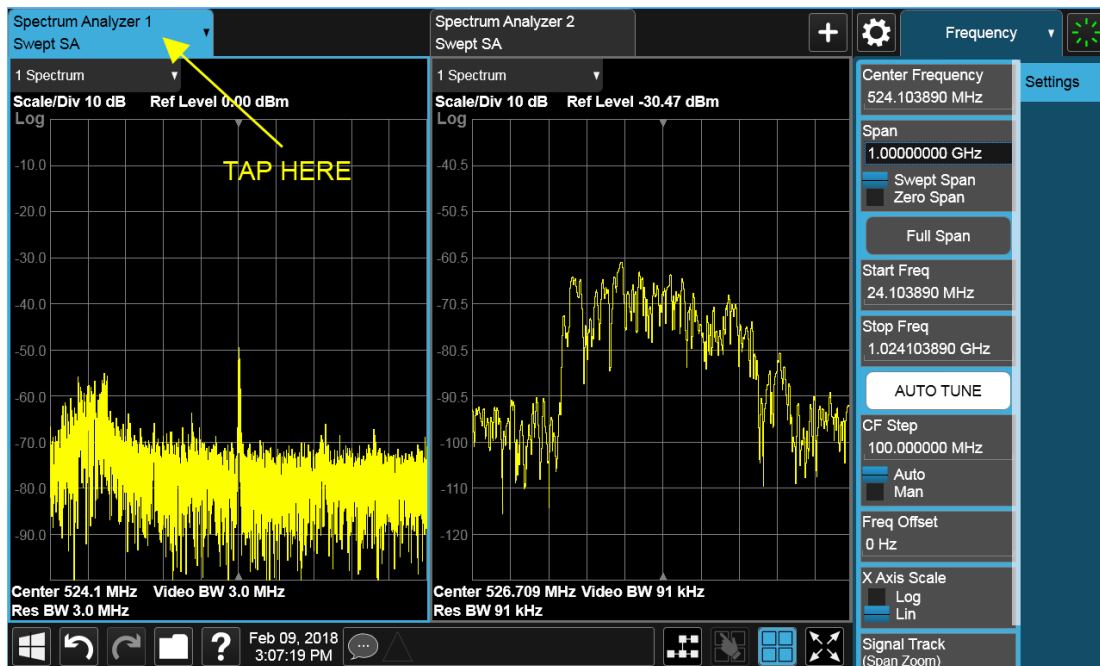 Spectrum Analyzer 1
Swept SA
Spectrum Analyzer 2
Swept SA
+
Frequency
1 Spectrum
Scale/Div 10 dB Ref Level 0.00 dBm
Log
-10.0
-20.0
-30.0
-40.0
-50.0
-60.0
-70.0
-80.0
-90.0
TAP HERE
Center 524.1 MHz Video BW 3.0 MHz
Res BW 3.0 MHz
1 Spectrum
Scale/Div 10 dB Ref Level -30.47 dBm
Log
-40.5
-50.5
-60.5
-70.5
-80.5
-90.5
-100
-110
-120
Center 526.709 MHz Video BW 91 kHz
Res BW 91 kHz
Center Frequency
524.103890 MHz
Settings
Span
1.00000000 GHz
Swept Span
Zero Span
Full Span
Start Freq
24.103890 MHz
Stop Freq
1.024103890 GHz
AUTO TUNE
CF Step
100.000000 MHz
Auto
Man
Freq Offset
0 Hz
X Axis Scale
Log
Lin
Signal Track
(Span Zoom)
?
Feb 09, 2018
3:07:19 PM